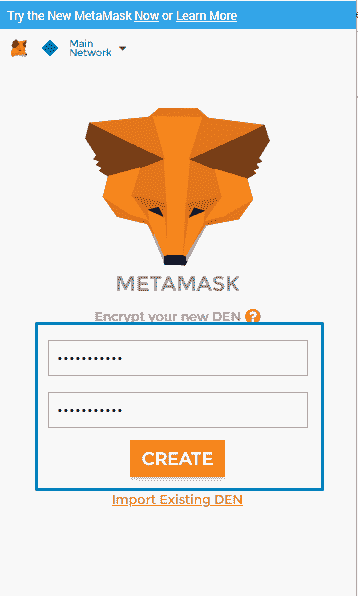 Try the New MetaMask Now or Learn More
Main
Network
METAMASK
Encrypt your new DEN ?
•••••••••••
•••••••••••
CREATE
Import Existing DEN